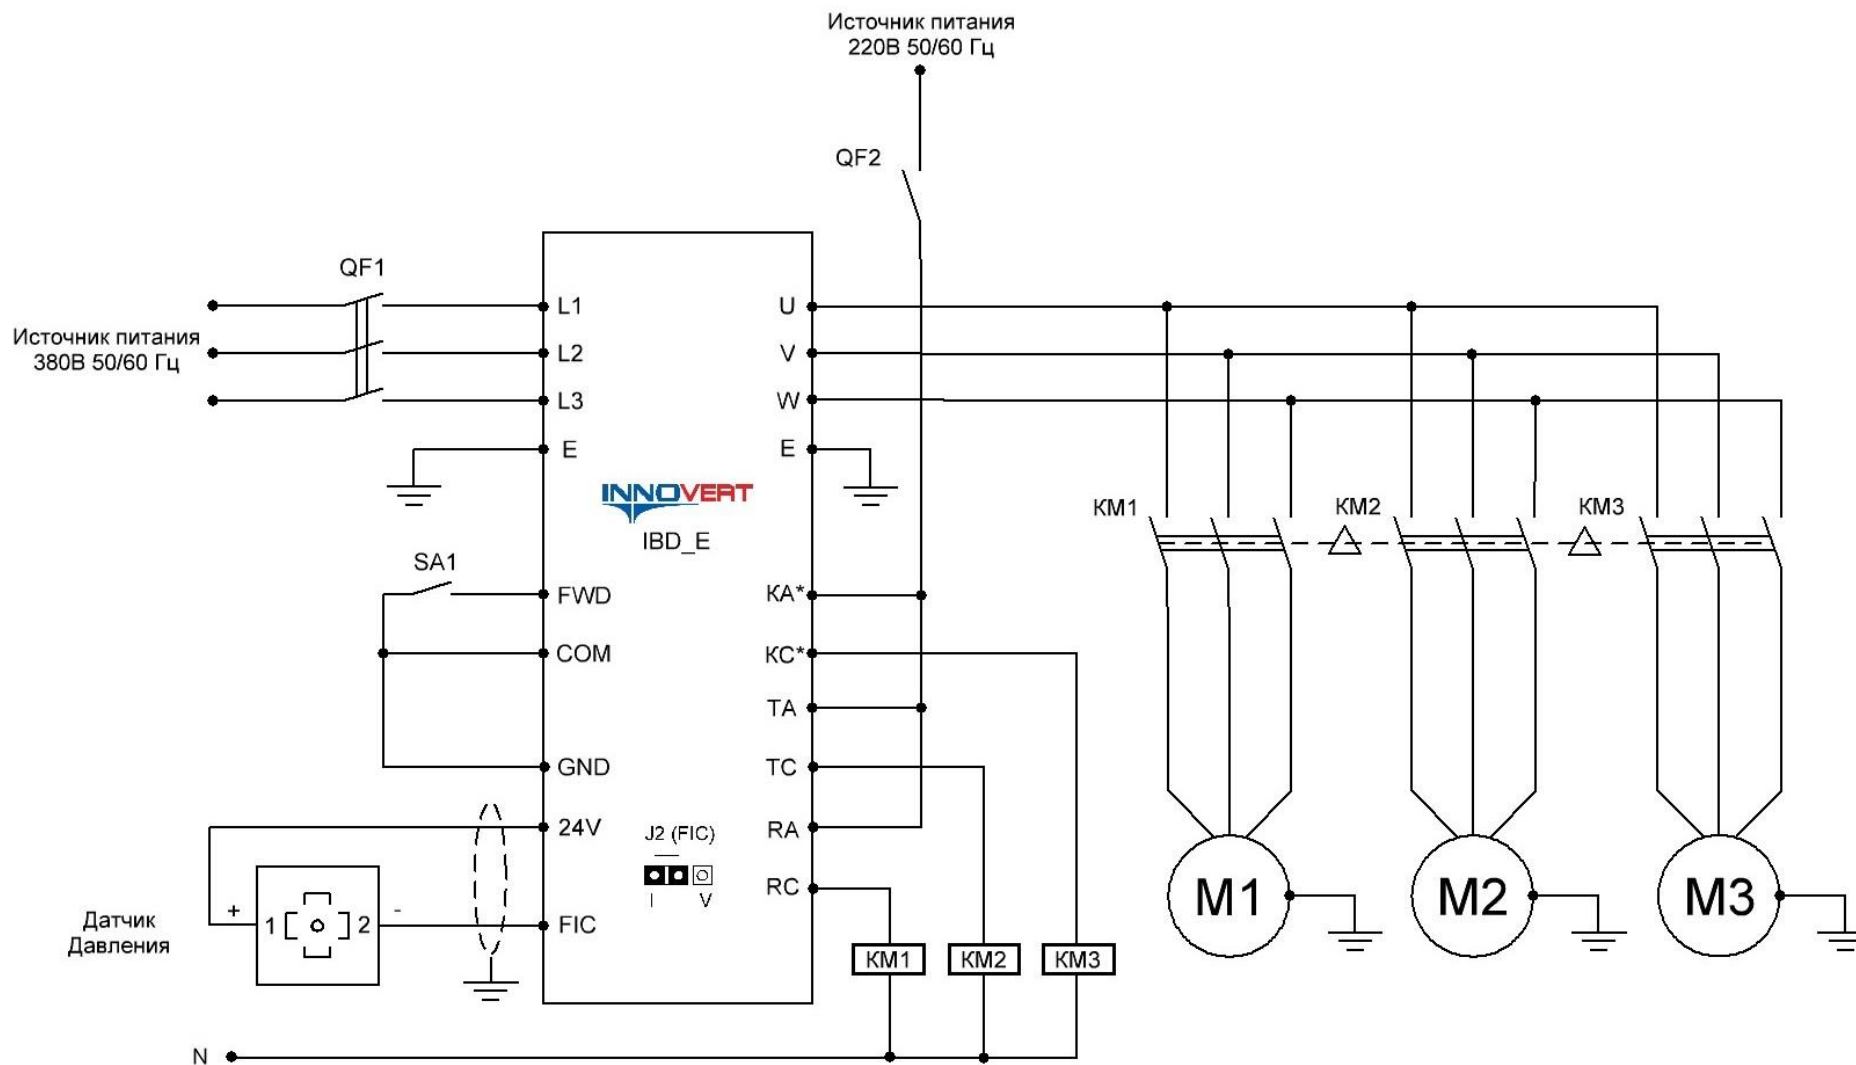 Источник питания
220В 50/60 Гц
QF2
QF1
Источник питания
380В 50/60 Гц
L1
L2
L3
E
U
V
W
E
INNOVERT
IBD_E
SA1
FWD
COM
GND
24V
FIC
KA*
KC*
TA
TC
RA
RC
J2 (FIC)
I V
KM1
KM2
KM3
Датчик
Давления
+
1
2
-
KM1
KM2
KM3
M1
M2
M3
N